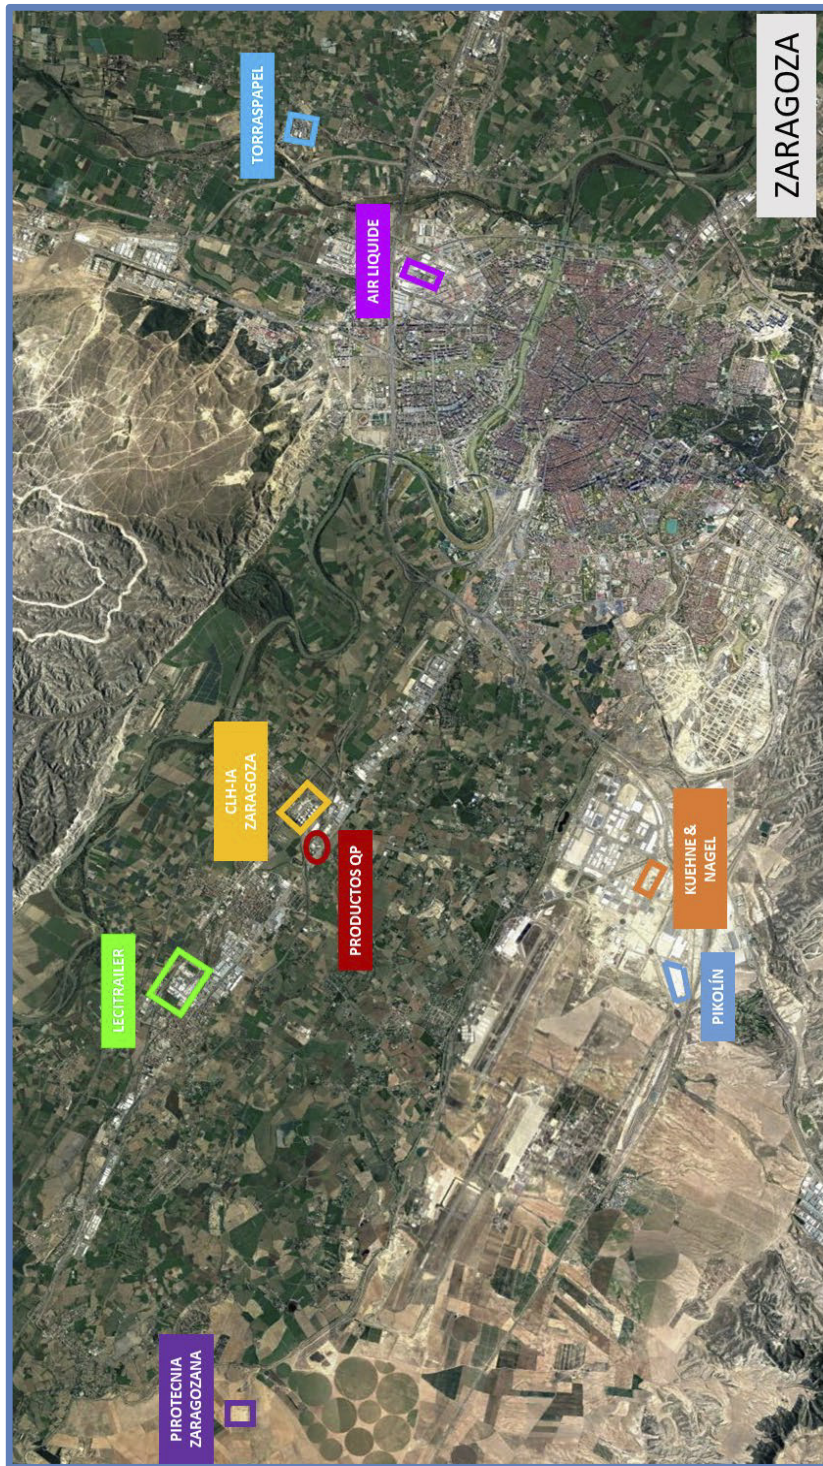 ZARAGOZA
TORRASPAPEL
AIR LIQUIDE
CLH-IA
ZARAGOZA
PRODUCTOS QP
LECITRAILER
KUEHNE &
NAGEL
PIKOLÍN
PIROTECNIA
ZARAGOZANA